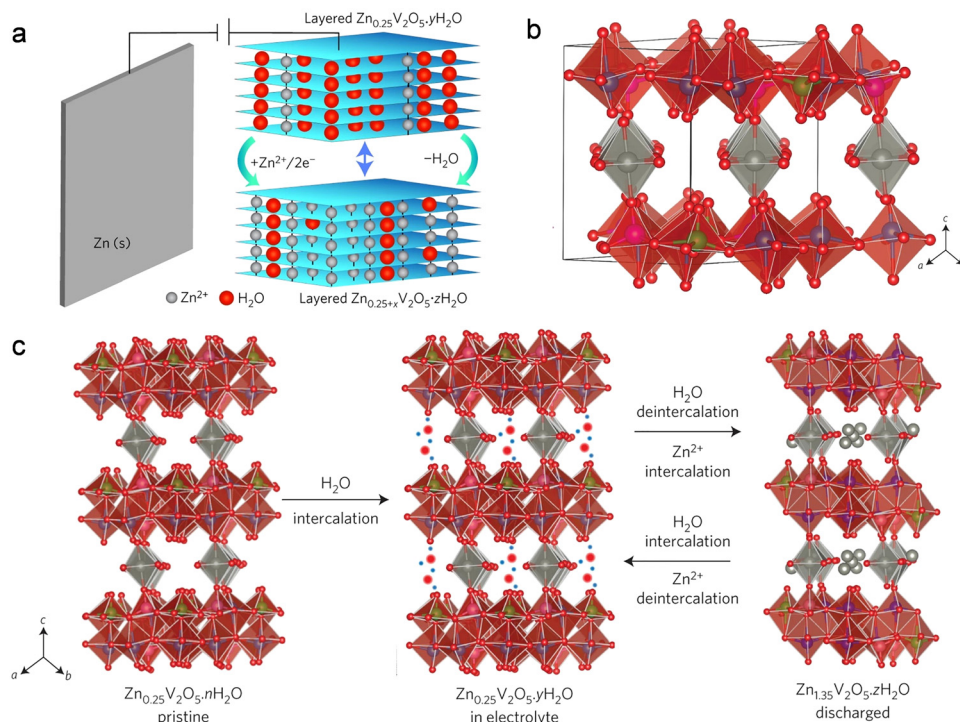 a
Layered Zn0.25V2O5.yH2O
Zn (s)
+Zn2+/2e−
−H2O
Zn2+ H2O
Layered Zn0.25+xV2O5·zH2O
b
c
a b
c
H2O
intercalation
H2O
deintercalation
Zn2+
intercalation
H2O
intercalation
Zn2+
deintercalation
c
a b
Zn0.25V2O5.nH2O
pristine
Zn0.25V2O5.yH2O
in electrolyte
Zn1.35V2O5.zH2O
discharged